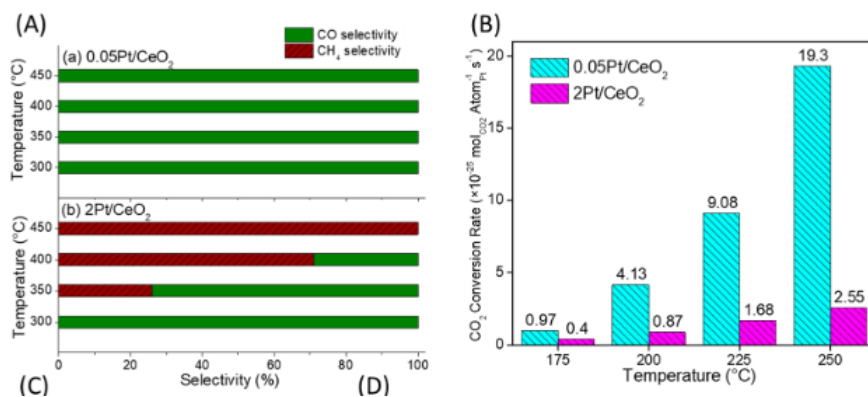 (A)
CO selectivity
CH₄ selectivity
(a) 0.05Pt/CeO₂
Temperature (°C)
450
400
350
300
(b) 2Pt/CeO₂
Temperature (°C)
450
400
350
300
0 20 40 60 80 100
Selectivity (%)
(C) (D)
(B)
CO₂ Conversion Rate (×10⁻²⁵ mol_CO2 Atom_Pt⁻¹ s⁻¹)
20
15
10
5
0
0.05Pt/CeO₂
2Pt/CeO₂
0.97
0.4
4.13
0.87
9.08
1.68
19.3
2.55
175 200 225 250
Temperature (°C)